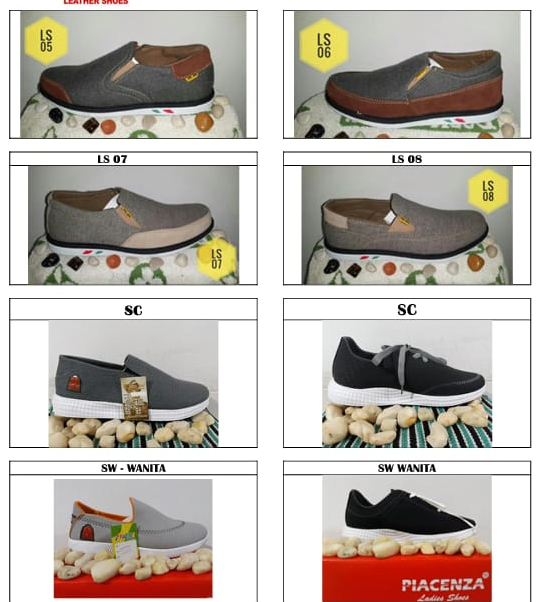 LEATHER SHOES
LS
05
LS
06
LS 07
LS 08
LS
07
LS
08
SC
SC
SW - WANITA
SW WANITA
PIACENZA
Ladies Shoes